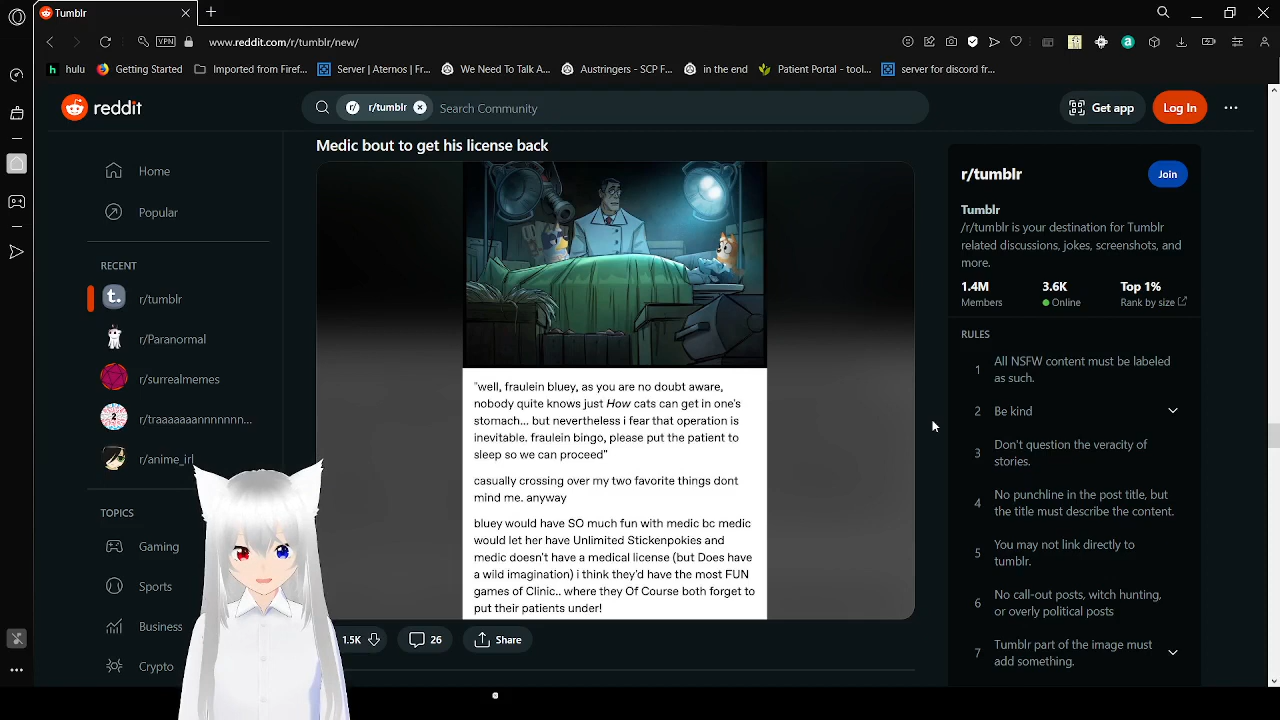 Tumblr
VPN
www.reddit.com/r/tumblr/new/
h hulu
Getting Started
Imported from Firef...
Server | Aternos | Fr...
We Need To Talk A...
Austringers - SCP F...
in the end
Patient Portal - tool...
server for discord fr...
reddit
r/ r/tumblr
Search Community
Get app
Log In
Home
Popular
RECENT
t. r/tumblr
r/Paranormal
r/surrealmemes
2 r/traaaaaaannnnnnn...
r/anime_irl
TOPICS
Gaming
Sports
Business
Crypto
Medic bout to get his license back
"well, fraulein bluey, as you are no doubt aware,
nobody quite knows just How cats can get in one's
stomach... but nevertheless i fear that operation is
inevitable. fraulein bingo, please put the patient to
sleep so we can proceed"
casually crossing over my two favorite things dont
mind me. anyway
bluey would have SO much fun with medic bc medic
would let her have Unlimited Stickenpokies and
medic doesn't have a medical license (but Does have
a wild imagination) i think they'd have the most FUN
games of Clinic.. where they Of Course both forget to
put their patients under!
1.5K
26
Share
r/tumblr
Join
Tumblr
/r/tumblr is your destination for Tumblr
related discussions, jokes, screenshots, and
more.
1.4M
Members
3.6K
Online
Top 1%
Rank by size
RULES
1 All NSFW content must be labeled
as such.
2 Be kind
3 Don't question the veracity of
stories.
4 No punchline in the post title, but
the title must describe the content.
5 You may not link directly to
tumblr.
6 No call-out posts, witch hunting,
or overly political posts
7 Tumblr part of the image must
add something.